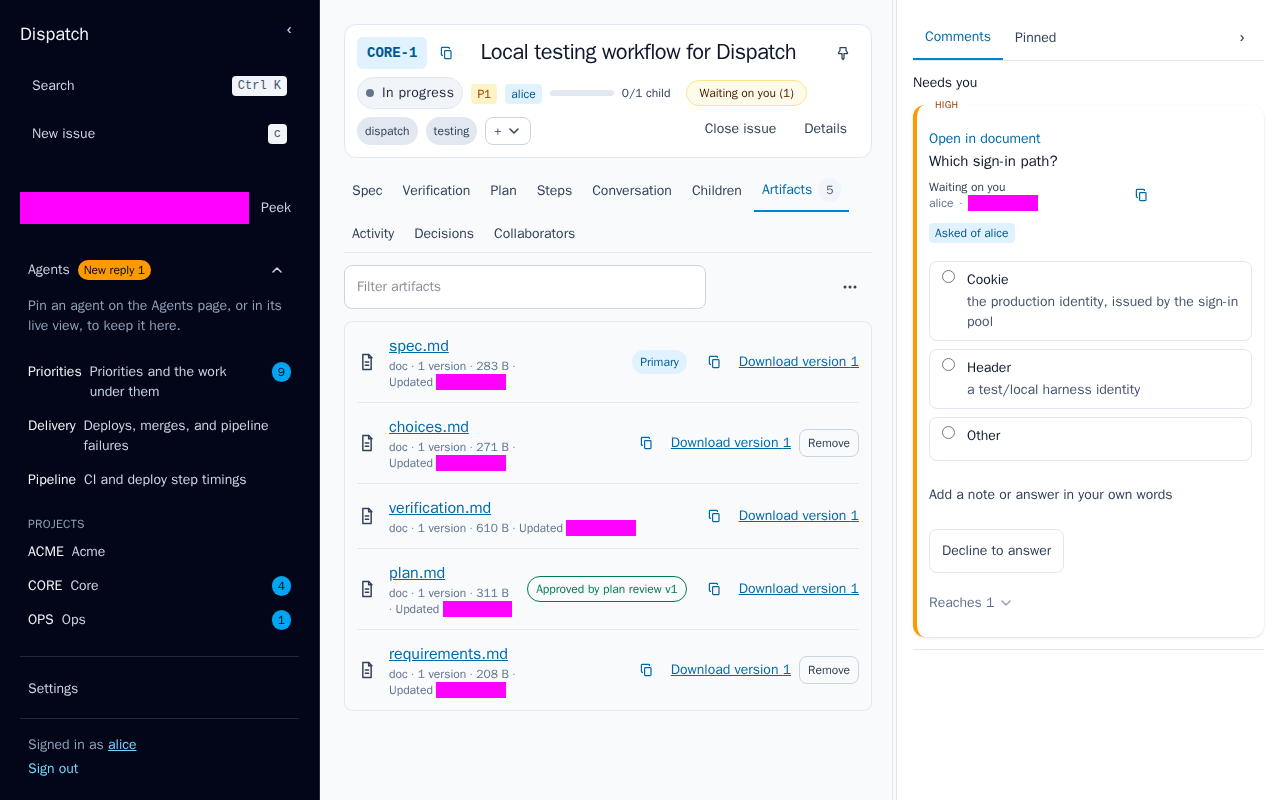 Dispatch
Search
Ctrl K
New issue
C
Peek
Agents
New reply 1
Pin an agent on the Agents page, or in its
live view, to keep it here.
Priorities
Priorities and the work
under them
9
Delivery
Deploys, merges, and pipeline
failures
Pipeline
CI and deploy step timings
PROJECTS
ACME
Acme
CORE
Core
4
OPS
Ops
1
Settings
Signed in as alice
Sign out
CORE-1
Local testing workflow for Dispatch
In progress
P1
alice
0/1 child
Waiting on you (1)
dispatch
testing
+
Close issue
Details
Spec
Verification
Plan
Steps
Conversation
Children
Artifacts
5
Activity
Decisions
Collaborators
Filter artifacts
spec.md
doc · 1 version · 283 B ·
Updated
Primary
Download version 1
choices.md
doc · 1 version · 271 B ·
Updated
Download version 1
Remove
verification.md
doc · 1 version · 610 B · Updated
Download version 1
plan.md
doc · 1 version · 311 B
· Updated
Approved by plan review v1
Download version 1
requirements.md
doc · 1 version · 208 B ·
Updated
Download version 1
Remove
Comments
Pinned
Needs you
HIGH
Open in document
Which sign-in path?
Waiting on you
alice ·
Asked of alice
Cookie
the production identity, issued by the sign-in
pool
Header
a test/local harness identity
Other
Add a note or answer in your own words
Decline to answer
Reaches 1